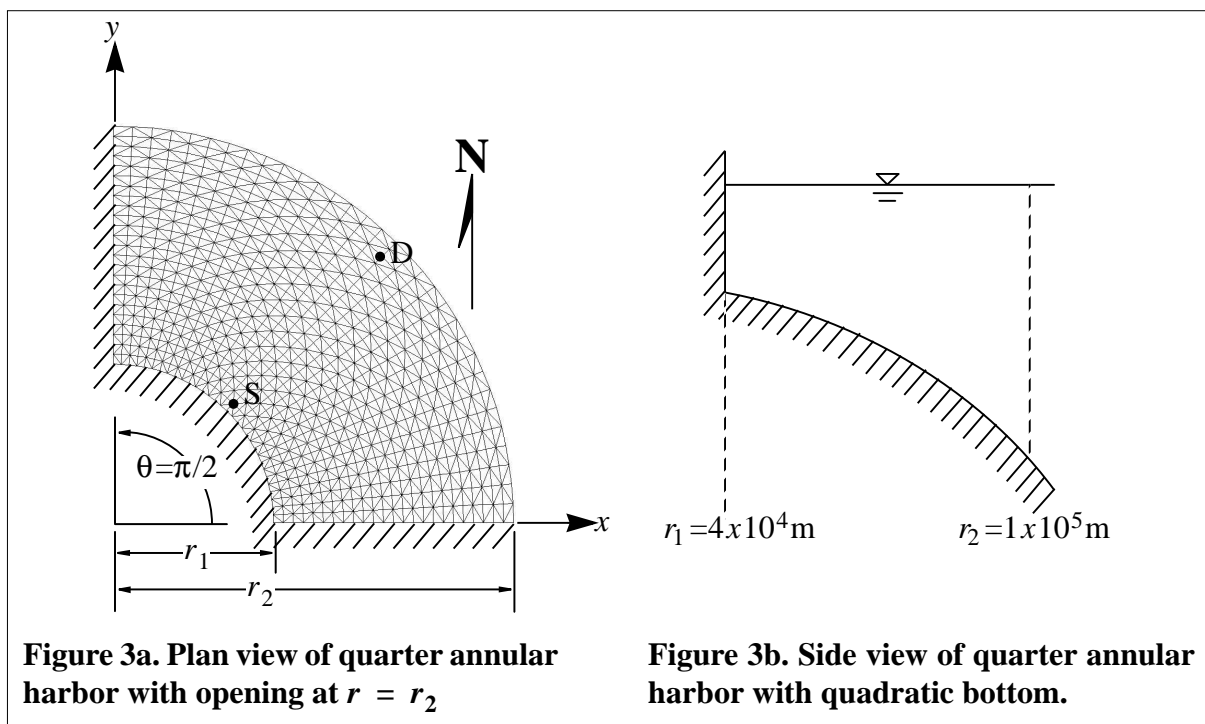 y
N
D
S
θ=π/2
x
r1
r2
r1=4x10^4m
r2=1x10^5m
Figure 3a. Plan view of quarter annular
harbor with opening at r = r2
Figure 3b. Side view of quarter annular
harbor with quadratic bottom.